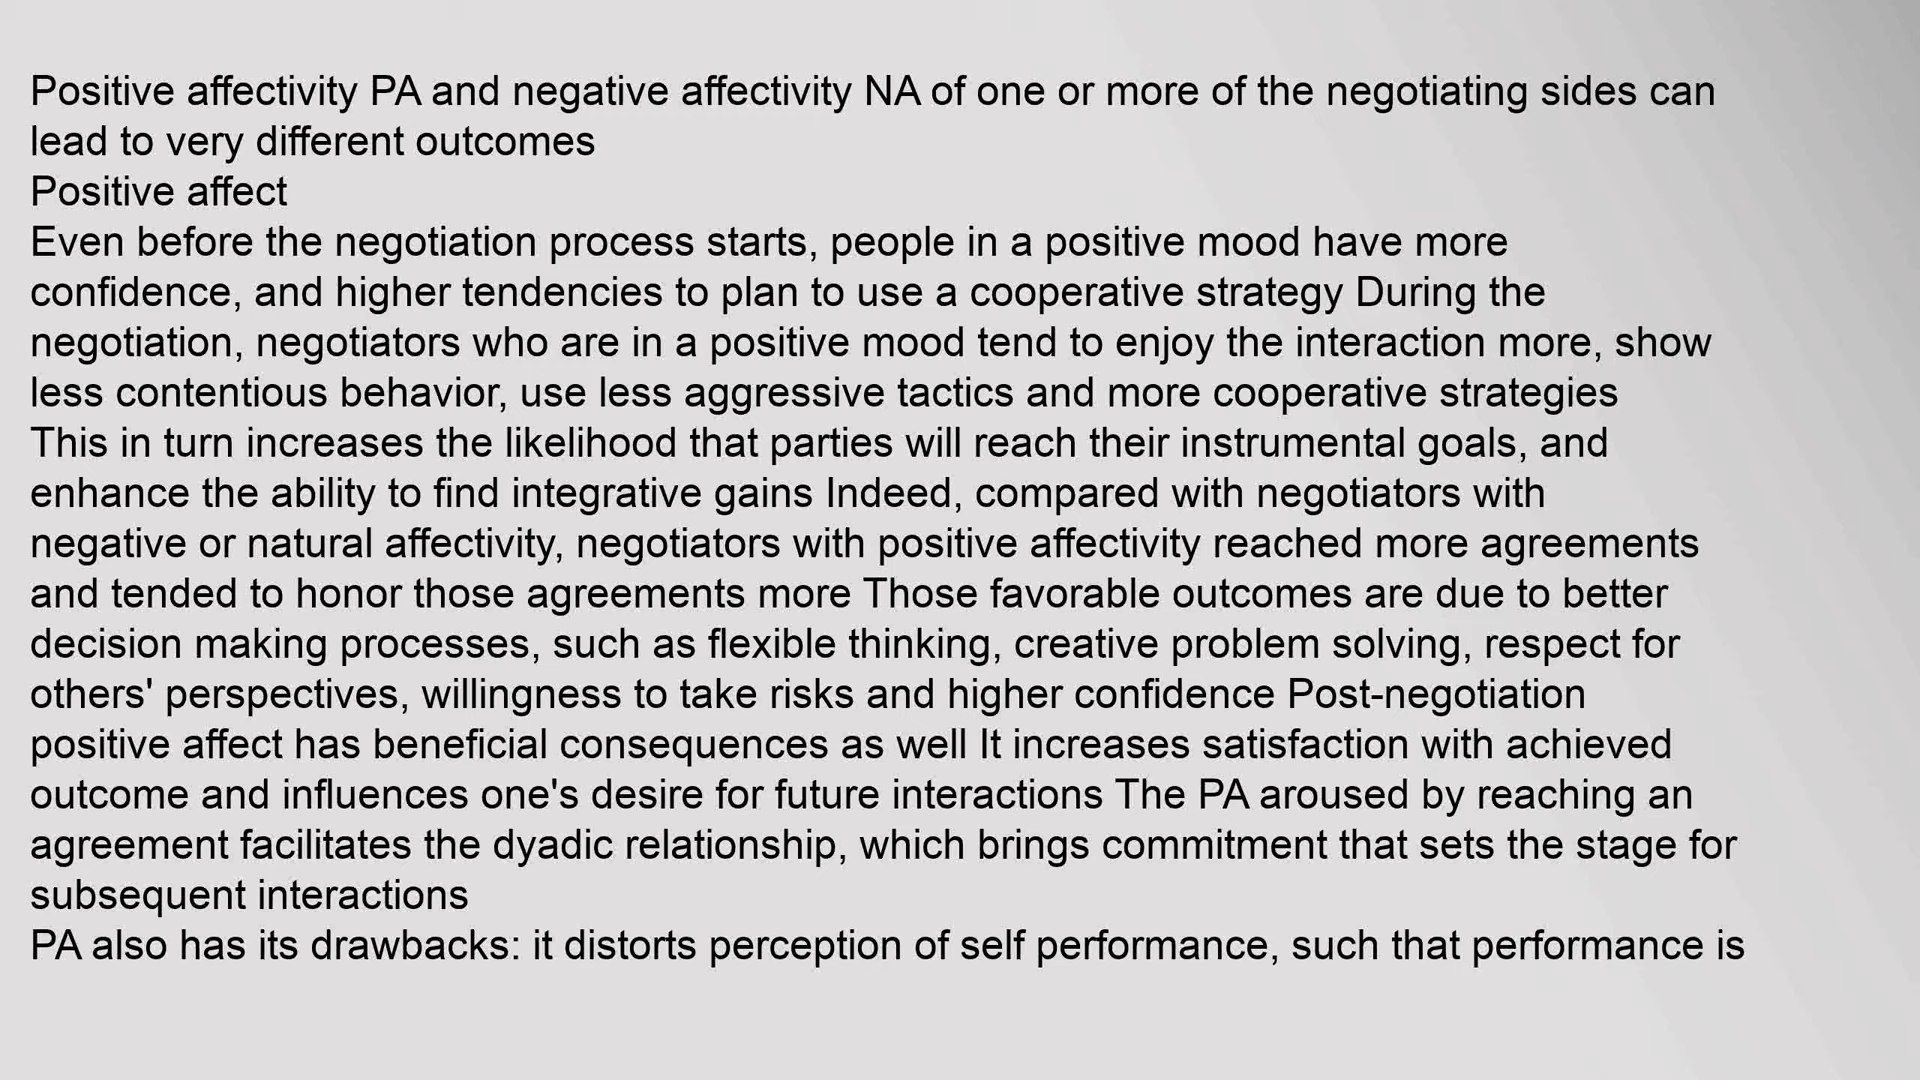 Positive affectivity PA and negative affectivity NA of one or more of the negotiating sides can
lead to very different outcomes
Positive affect
Even before the negotiation process starts, people in a positive mood have more
confidence, and higher tendencies to plan to use a cooperative strategy During the
negotiation, negotiators who are in a positive mood tend to enjoy the interaction more, show
less contentious behavior, use less aggressive tactics and more cooperative strategies
This in turn increases the likelihood that parties will reach their instrumental goals, and
enhance the ability to find integrative gains Indeed, compared with negotiators with
negative or natural affectivity, negotiators with positive affectivity reached more agreements
and tended to honor those agreements more Those favorable outcomes are due to better
decision making processes, such as flexible thinking, creative problem solving, respect for
others' perspectives, willingness to take risks and higher confidence Post-negotiation
positive affect has beneficial consequences as well It increases satisfaction with achieved
outcome and influences one's desire for future interactions The PA aroused by reaching an
agreement facilitates the dyadic relationship, which brings commitment that sets the stage for
subsequent interactions
PA also has its drawbacks: it distorts perception of self performance, such that performance is